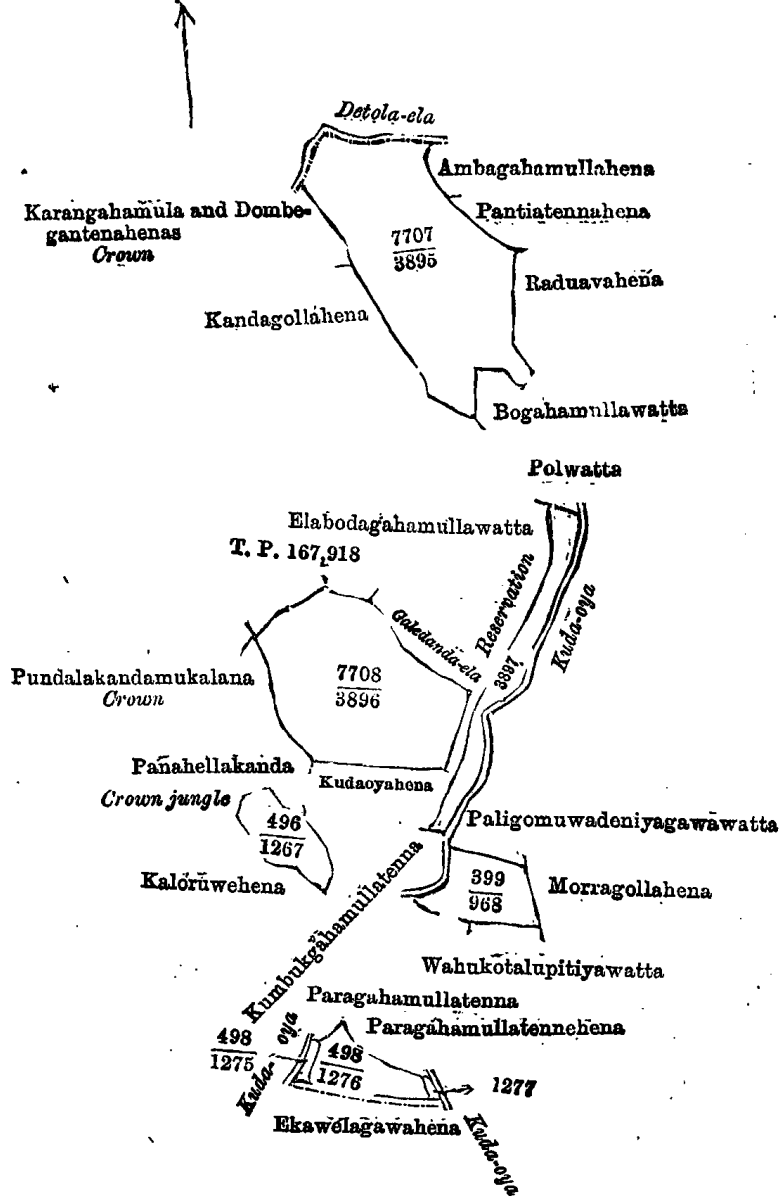 Detola-ela
Ambagahamullahena
Karangahamula and Dombe-
gantenahenas
Crown
Pantiatennahena
7707
3895
Raduavahena
Kandagollahena
Bogahamullawatta
Polwatta
Elabodagahamullawatta
T. P. 167,918
Reservation
Kuda-oya
Galedanda-ela
3897
Pundalakandamukalana
Crown
7708
3896
Panahellakanda
Kudaoyahena
Crown jungle
496
1267
Paligomuwadeniyagawawatta
Kaloruwehena
399
968
Morragollahena
Kumbukgahamullatenna
Wahukotalupitiyawatta
Paragahamullatenna
Paragahamullatennehena
498
1275
Kuda-oya
498
1276
1277
Ekawelagawahena
Kuda-oya